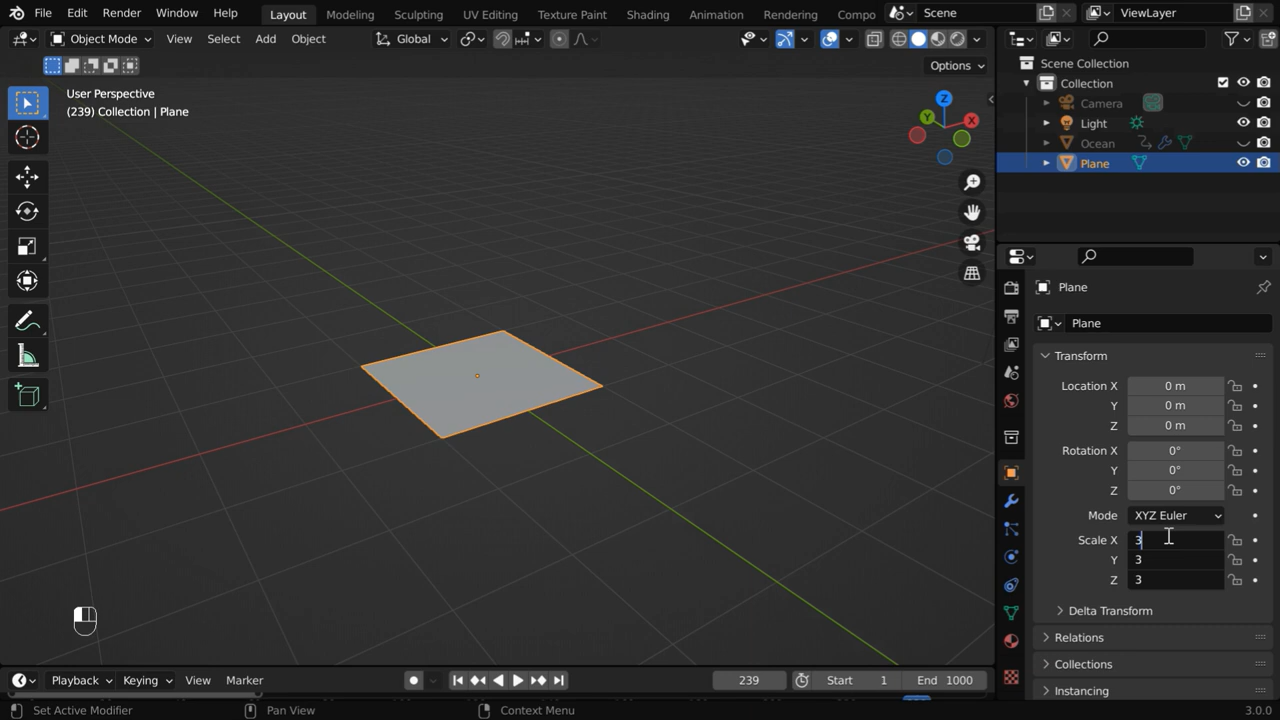 File Edit Render Window Help Layout Modeling Sculpting UV Editing Texture Paint Shading Animation Rendering Compo Scene ViewLayer
Object Mode View Select Add Object Global
Options
User Perspective
(239) Collection | Plane
Z
Y
X
Scene Collection
Collection
Camera
Light
Ocean
Plane
Plane
Plane
Transform
Location X 0 m
Y 0 m
Z 0 m
Rotation X 0°
Y 0°
Z 0°
Mode XYZ Euler
Scale X 3
Y 3
Z 3
Delta Transform
Relations
Collections
Instancing
Playback Keying View Marker 239 Start 1 End 1000
Set Active Modifier Pan View Context Menu 3.0.0